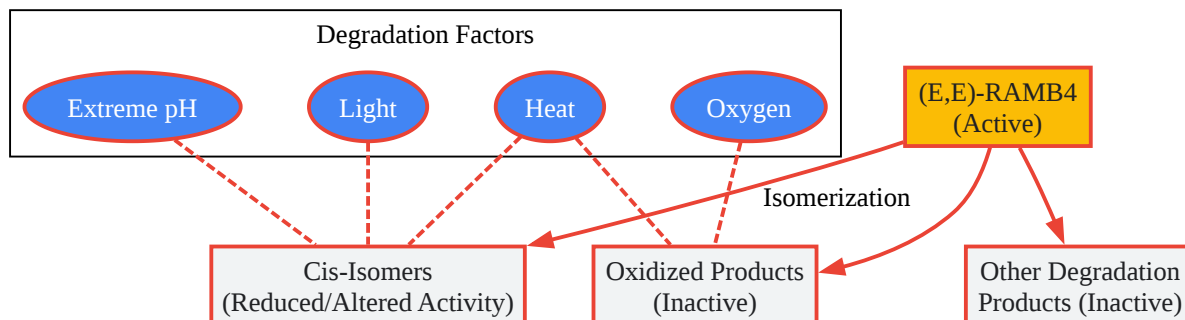 Degradation Factors
Extreme pH
Light
Heat
Oxygen
(E,E)-RAMB4
(Active)
Isomerization
Cis-Isomers
(Reduced/Altered Activity)
Oxidized Products
(Inactive)
Other Degradation
Products (Inactive)